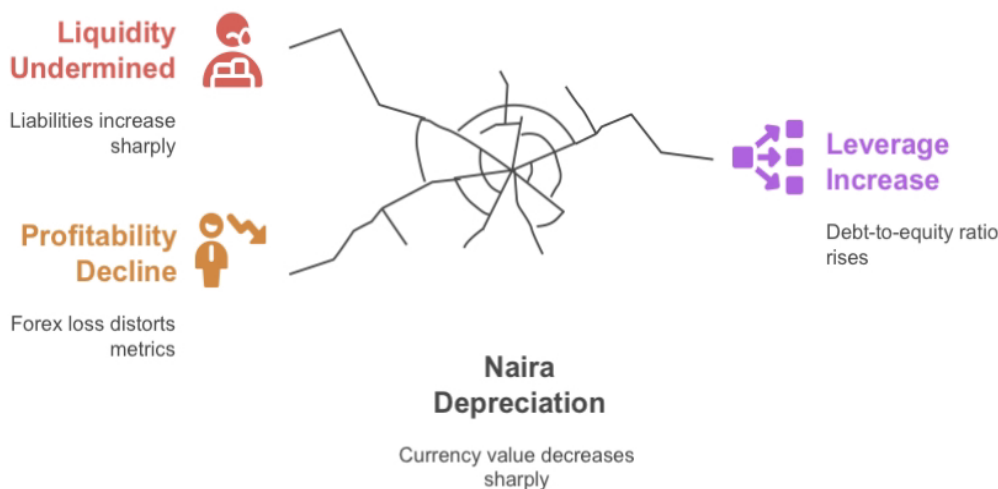 Liquidity
Undermined
Liabilities increase
sharply
Profitability
Decline
Forex loss distorts
metrics
Leverage
Increase
Debt-to-equity ratio
rises
Naira
Depreciation
Currency value decreases
sharply